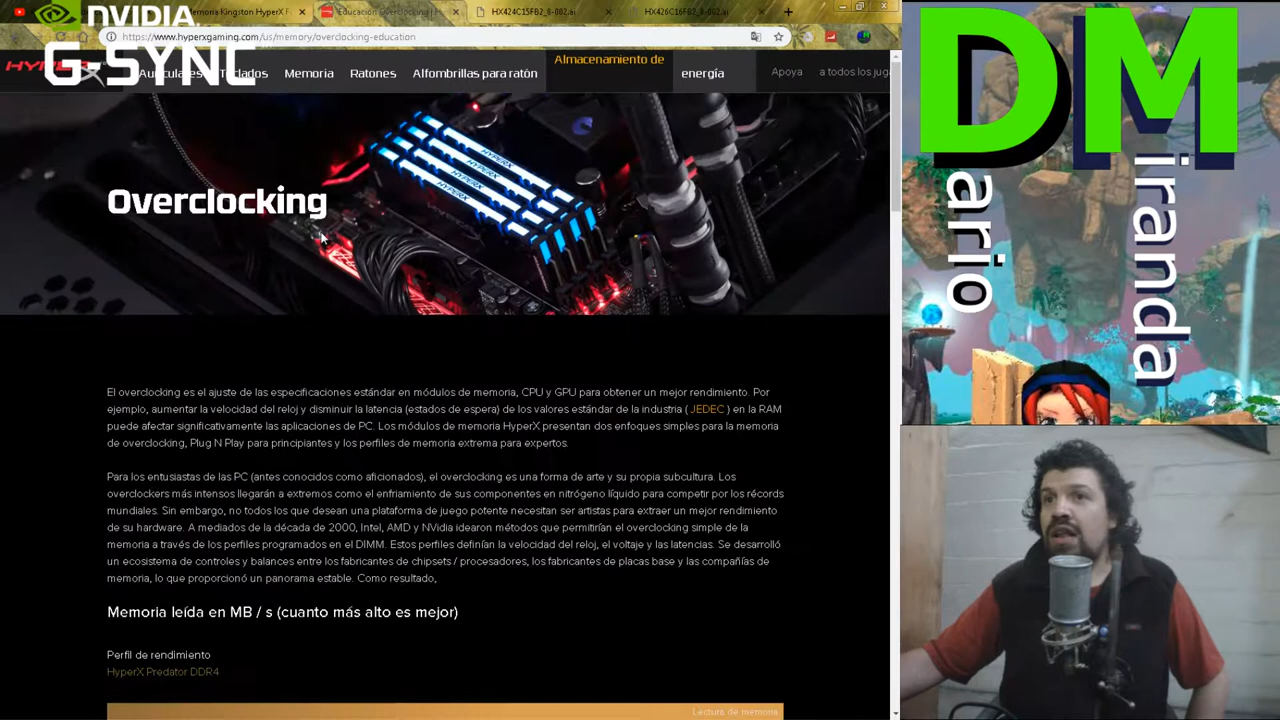 NVIDIA.
G-SYNC
Memoria Kingston HyperX F
Educación Overclocking | H
HX424C15FB2_8-002.ai
HX426C16FB2_8-002.ai
https://www.hyperxgaming.com/us/memory/overclocking-education
Auriculares Teclados Memoria Ratones Alfombrillas para ratón Almacenamiento de energía Apoya a todos los juga
HYPERX
HYPERX
HYPERX
Overclocking
El overclocking es el ajuste de las especificaciones estándar en módulos de memoria, CPU y GPU para obtener un mejor rendimiento. Por
ejemplo, aumentar la velocidad del reloj y disminuir la latencia (estados de espera) de los valores estándar de la industria ( JEDEC ) en la RAM
puede afectar significativamente las aplicaciones de PC. Los módulos de memoria HyperX presentan dos enfoques simples para la memoria
de overclocking, Plug N Play para principiantes y los perfiles de memoria extrema para expertos.
Para los entusiastas de las PC (antes conocidos como aficionados), el overclocking es una forma de arte y su propia subcultura. Los
overclockers más intensos llegarán a extremos como el enfriamiento de sus componentes en nitrógeno líquido para competir por los récords
mundiales. Sin embargo, no todos los que desean una plataforma de juego potente necesitan ser artistas para extraer un mejor rendimiento
de su hardware. A mediados de la década de 2000, Intel, AMD y NVidia idearon métodos que permitirían el overclocking simple de la
memoria a través de los perfiles programados en el DIMM. Estos perfiles definían la velocidad del reloj, el voltaje y las latencias. Se desarrolló
un ecosistema de controles y balances entre los fabricantes de chipsets / procesadores, los fabricantes de placas base y las compañías de
memoria, lo que proporcionó un panorama estable. Como resultado,
Memoria leída en MB / s (cuanto más alto es mejor)
Perfil de rendimiento
HyperX Predator DDR4
Lectura de memoria
DM
ario
iranda